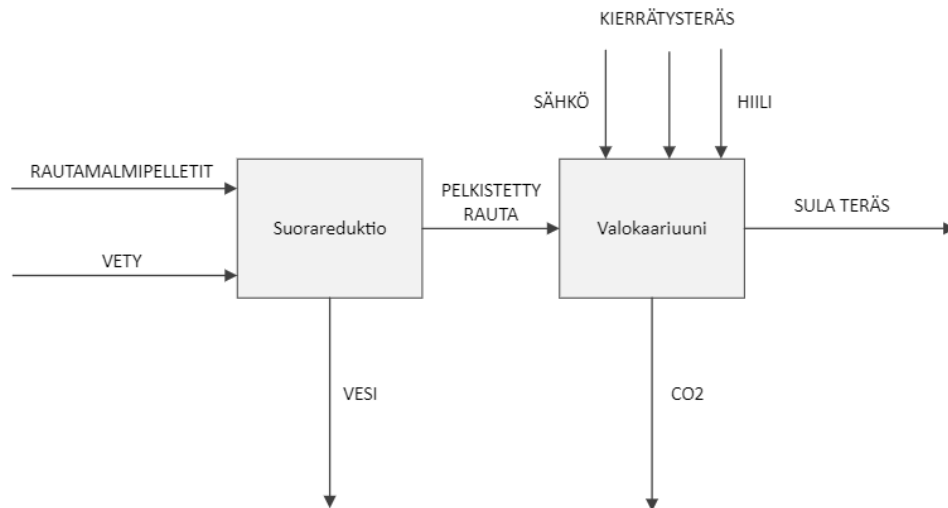 KIERRÄTYSTERÄS
SÄHKÖ
HIILI
RAUTAMALMIPELLETIT
PELKISTETTY
RAUTA
SULA TERÄS
Suorareduktio
Valokaariuuni
VETY
VESI
CO2